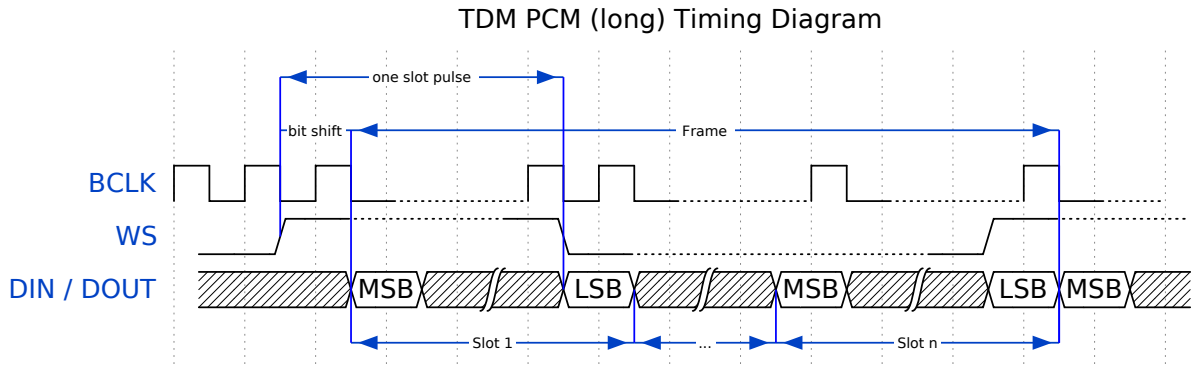 TDM PCM (long) Timing Diagram
one slot pulse
bit shift
Frame
BCLK
WS
DIN / DOUT
MSB
LSB
MSB
LSB
MSB
Slot 1
...
Slot n